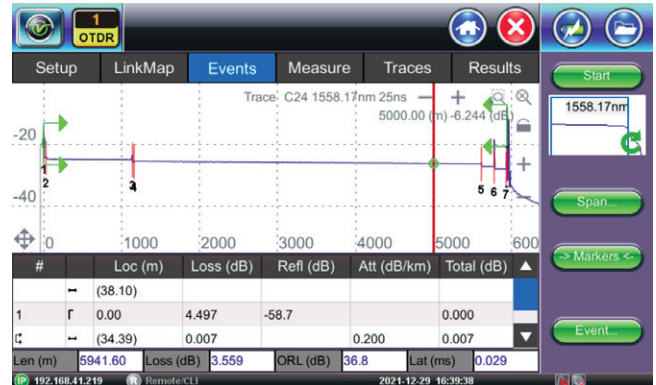 1
OTDR
Setup LinkMap Events Measure Traces Results
Start
Trace C24 1558.17nm 25ns
5000.00 (m) -6.244 (dB)
1558.17nm
-20
-40
1 2 4 5 6 7
0 1000 2000 3000 4000 5000 600
Span...
-> Markers <-
Event...
# Loc (m) Loss (dB) Refl (dB) Att (dB/km) Total (dB)
(38.10)
1 0.00 4.497 -58.7 0.000
(34.39) 0.007 0.200 0.007
Len (m) 5941.60 Loss (dB) 3.559 ORL (dB) 36.8 Lat (ms) 0.029
IP 192.168.41.219 R Remote/CLI 2021-12-29 16:39:38